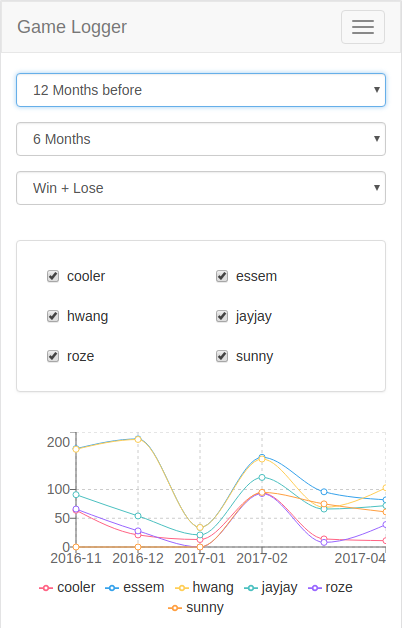 Game Logger
12 Months before
6 Months
Win + Lose
cooler essem
hwang jayjay
roze sunny
200
100
50
0
2016-11 2016-12 2017-01 2017-02 2017-04
cooler essem hwang jayjay roze
sunny